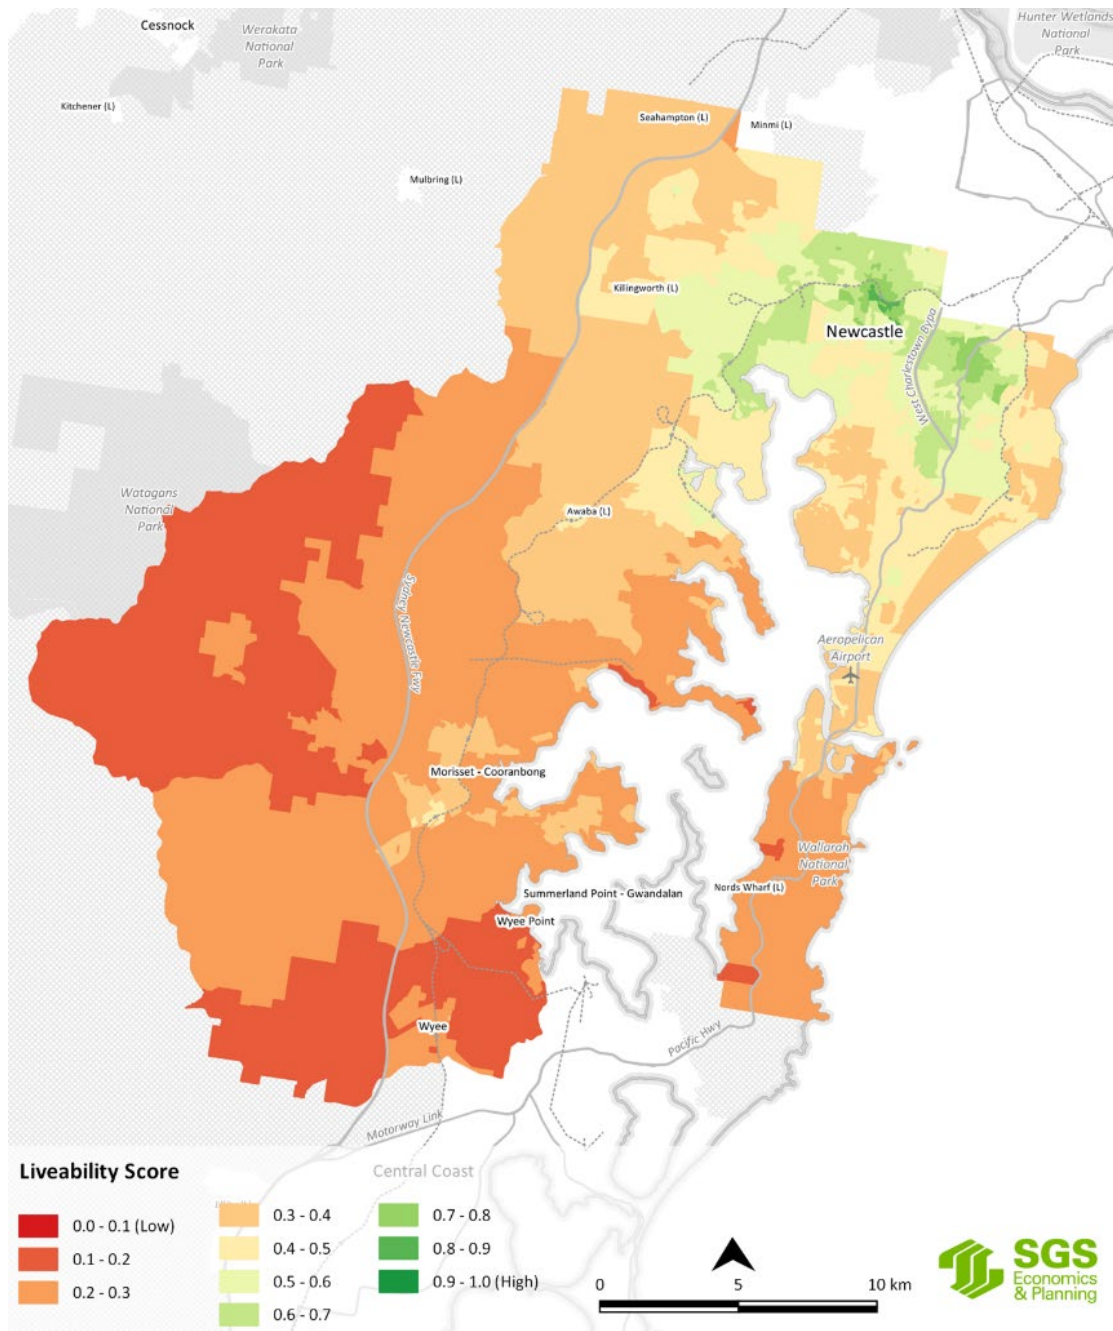 Cessnock
Werakata
National
Park
Hunter Wetlands
National
Park
Kitchener (L)
Seahampton (L)
Minmi (L)
Mulbring (L)
Killingworth (L)
Newcastle
West Charlestown Bypa
Watagans
National
Park
Awaba (L)
Sydney Newcastle Fwy
Aeropelican
Airport
Morisset - Cooranbong
Wallarah
National
Park
Summerland Point - Gwandalan
Nords Wharf (L)
Wyee Point
Wyee
Pacific Hwy
Motorway Link
Liveability Score
Central Coast
0.0 - 0.1 (Low)
0.1 - 0.2
0.2 - 0.3
0.3 - 0.4
0.4 - 0.5
0.5 - 0.6
0.6 - 0.7
0.7 - 0.8
0.8 - 0.9
0.9 - 1.0 (High)
0 5 10 km
SGS
Economics
& Planning